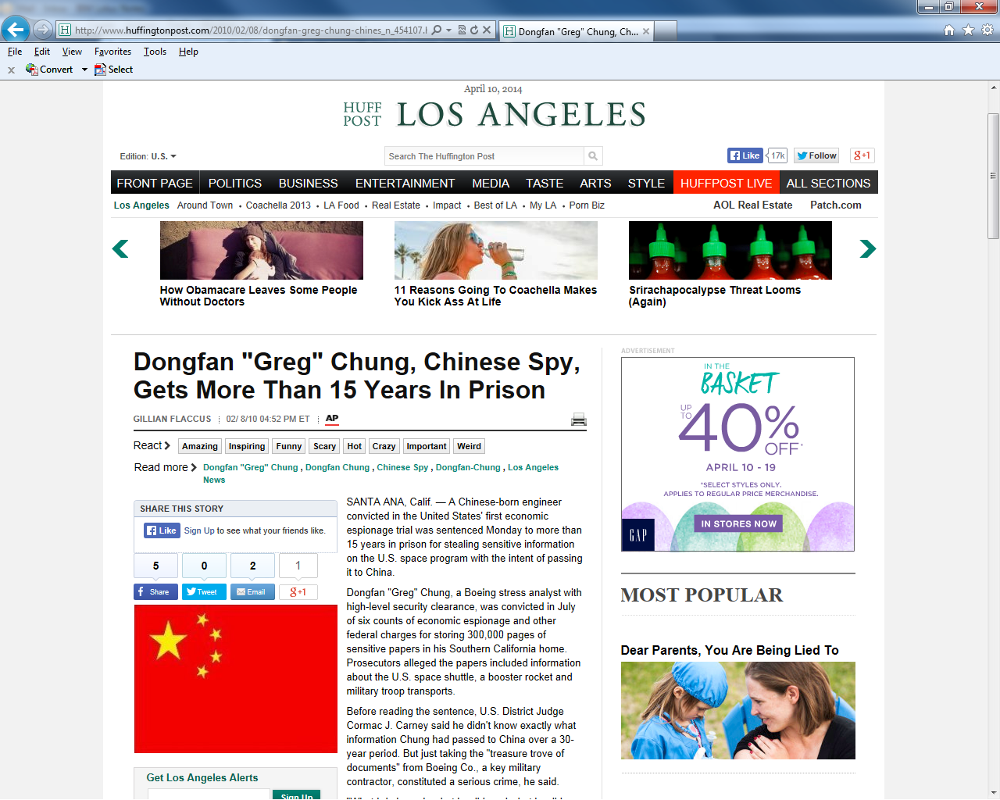 http://www.huffingtonpost.com/2010/02/08/dongfan-greg-chung-chines_n_454107.h
Dongfan "Greg" Chung, Ch...
File Edit View Favorites Tools Help
x Convert Select
April 10, 2014
HUFF POST LOS ANGELES
Edition: U.S.
Search The Huffington Post
Like 17k Follow +1
FRONT PAGE POLITICS BUSINESS ENTERTAINMENT MEDIA TASTE ARTS STYLE HUFFPOST LIVE ALL SECTIONS
Los Angeles Around Town • Coachella 2013 • LA Food • Real Estate • Impact • Best of LA • My LA • Porn Biz AOL Real Estate Patch.com
How Obamacare Leaves Some People
Without Doctors
11 Reasons Going To Coachella Makes
You Kick Ass At Life
Srirachapocalypse Threat Looms
(Again)
Dongfan "Greg" Chung, Chinese Spy,
Gets More Than 15 Years In Prison
GILLIAN FLACCUS 02/ 8/10 04:52 PM ET AP
React Amazing Inspiring Funny Scary Hot Crazy Important Weird
Read more Dongfan "Greg" Chung , Dongfan Chung , Chinese Spy , Dongfan-Chung , Los Angeles
News
SHARE THIS STORY
Like Sign Up to see what your friends like.
5 0 2 1
Share Tweet Email +1
Get Los Angeles Alerts
Sign Up
SANTA ANA, Calif. — A Chinese-born engineer
convicted in the United States' first economic
espionage trial was sentenced Monday to more than
15 years in prison for stealing sensitive information
on the U.S. space program with the intent of passing
it to China.
Dongfan "Greg" Chung, a Boeing stress analyst with
high-level security clearance, was convicted in July
of six counts of economic espionage and other
federal charges for storing 300,000 pages of
sensitive papers in his Southern California home.
Prosecutors alleged the papers included information
about the U.S. space shuttle, a booster rocket and
military troop transports.
Before reading the sentence, U.S. District Judge
Cormac J. Carney said he didn't know exactly what
information Chung had passed to China over a 30-
year period. But just taking the "treasure trove of
documents" from Boeing Co., a key military
contractor, constituted a serious crime, he said.
ADVERTISEMENT
IN THE
BASKET
UP TO 40% OFF*
APRIL 10 - 19
*SELECT STYLES ONLY.
APPLIES TO REGULAR PRICE MERCHANDISE.
IN STORES NOW
GAP
MOST POPULAR
Dear Parents, You Are Being Lied To